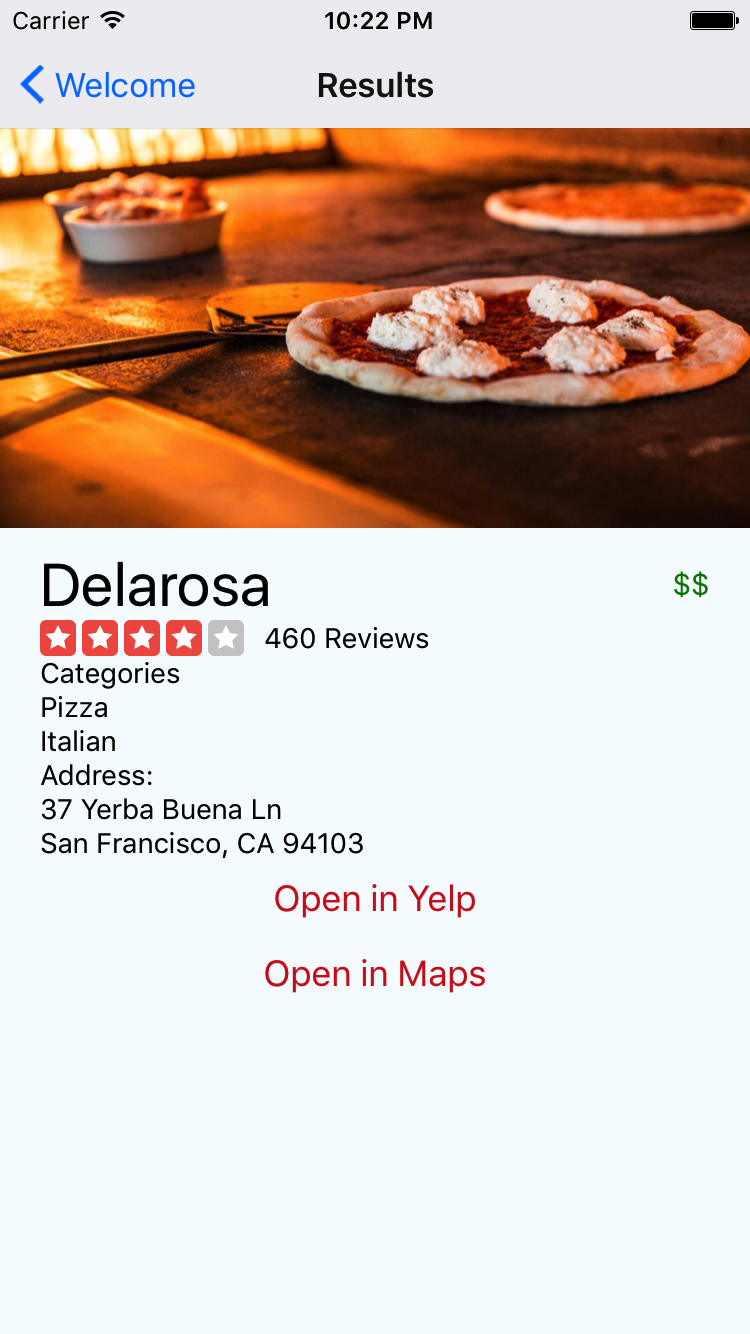 Carrier 10:22 PM
Welcome Results
Delarosa $$
460 Reviews
Categories
Pizza
Italian
Address:
37 Yerba Buena Ln
San Francisco, CA 94103
Open in Yelp
Open in Maps